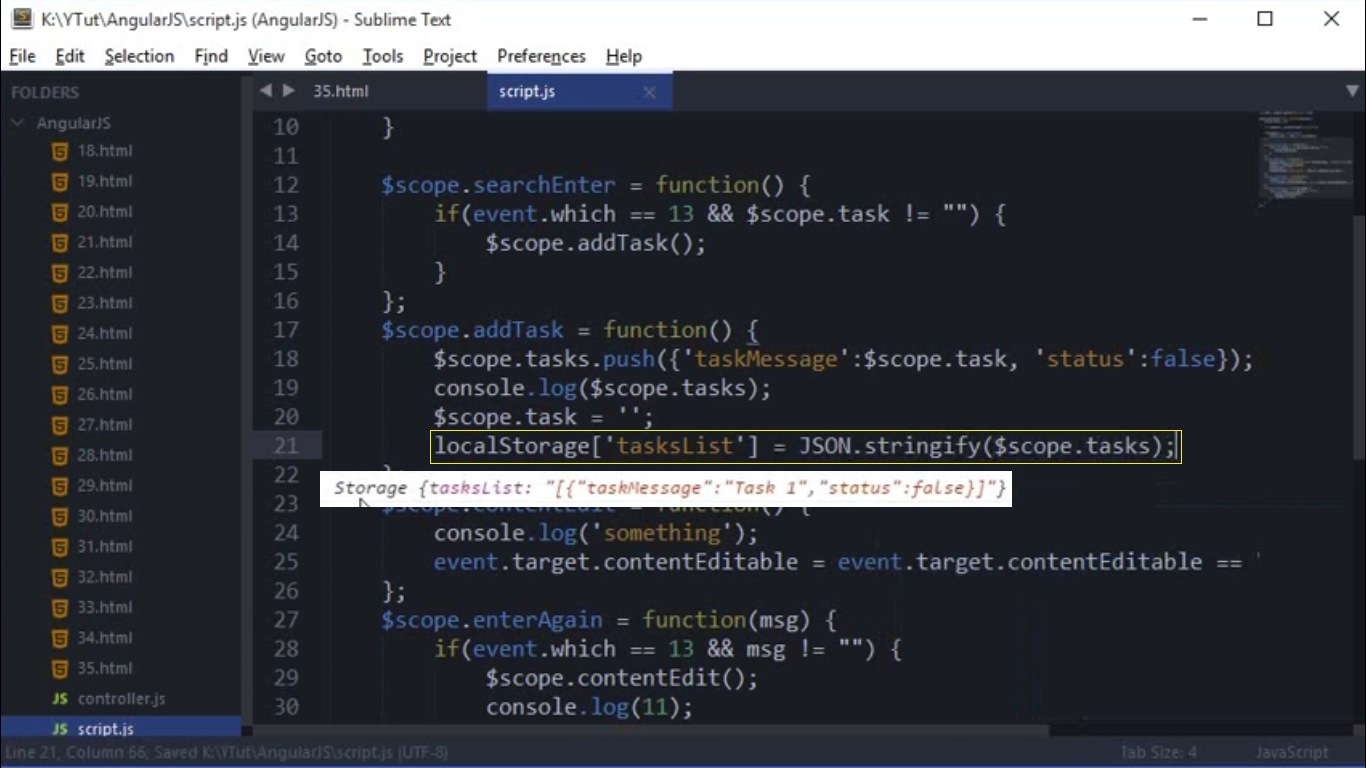 K:\YTut\AngularJS\script.js (AngularJS) - Sublime Text
File Edit Selection Find View Goto Tools Project Preferences Help
FOLDERS
AngularJS
18.html
19.html
20.html
21.html
22.html
23.html
24.html
25.html
26.html
27.html
28.html
29.html
30.html
31.html
32.html
33.html
34.html
35.html
JS controller.js
JS script.js
35.html script.js
10 }
11
12 $scope.searchEnter = function() {
13 if(event.which == 13 && $scope.task != "") {
14 $scope.addTask();
15 }
16 };
17 $scope.addTask = function() {
18 $scope.tasks.push({'taskMessage':$scope.task, 'status':false});
19 console.log($scope.tasks);
20 $scope.task = '';
21 localStorage['tasksList'] = JSON.stringify($scope.tasks);
22
Storage {tasksList: "[{"taskMessage":"Task 1","status":false}]"}
23 $scope.contentEdit = function() {
24 console.log('something');
25 event.target.contentEditable = event.target.contentEditable == '
26 };
27 $scope.enterAgain = function(msg) {
28 if(event.which == 13 && msg != "") {
29 $scope.contentEdit();
30 console.log(11);
Line 21, Column 66; Saved K:\YTut\AngularJS\script.js (UTF-8) Tab Size: 4 JavaScript